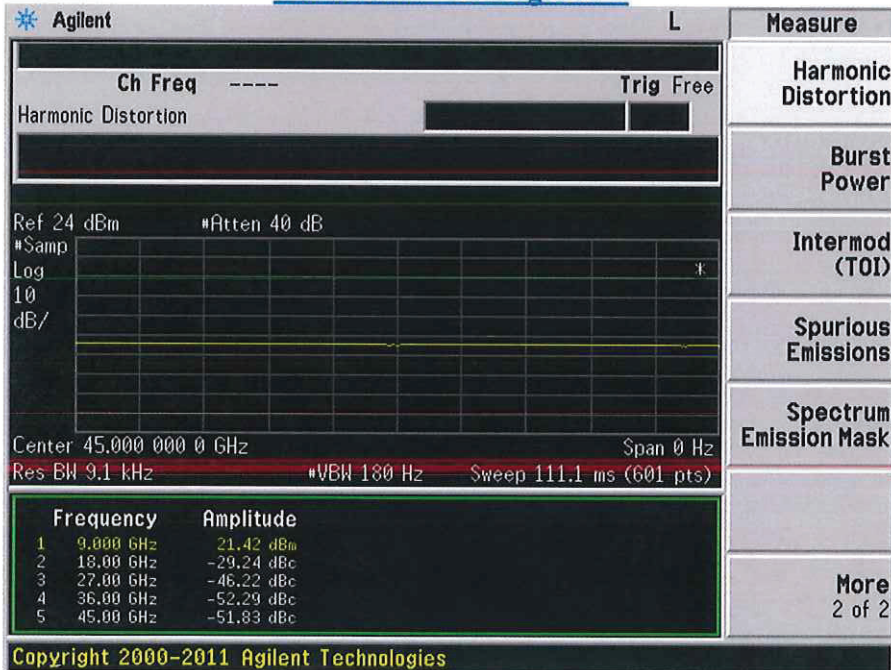 Agilent
L
Measure
Ch Freq ----
Trig Free
Harmonic Distortion
Harmonic
Distortion
Burst
Power
Intermod
(TOI)
Spurious
Emissions
Spectrum
Emission Mask
More
2 of 2
Ref 24 dBm #Atten 40 dB
#Samp
Log
10
dB/
*
Center 45.000 000 0 GHz Span 0 Hz
Res BW 9.1 kHz #VBW 180 Hz Sweep 111.1 ms (601 pts)
Frequency Amplitude
1 9.000 GHz 21.42 dBm
2 18.00 GHz -29.24 dBc
3 27.00 GHz -46.22 dBc
4 36.00 GHz -52.29 dBc
5 45.00 GHz -51.83 dBc
Copyright 2000-2011 Agilent Technologies